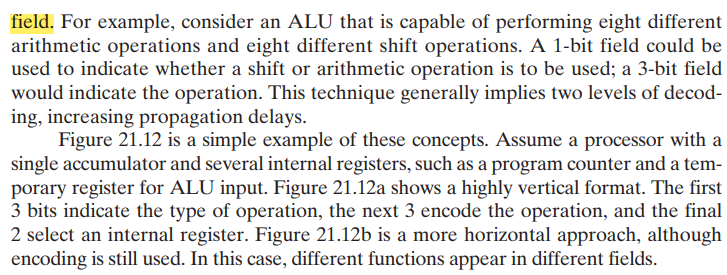 field. For example, consider an ALU that is capable of performing eight different
arithmetic operations and eight different shift operations. A 1-bit field could be
used to indicate whether a shift or arithmetic operation is to be used; a 3-bit field
would indicate the operation. This technique generally implies two levels of decod-
ing, increasing propagation delays.
Figure 21.12 is a simple example of these concepts. Assume a processor with a
single accumulator and several internal registers, such as a program counter and a tem-
porary register for ALU input. Figure 21.12a shows a highly vertical format. The first
3 bits indicate the type of operation, the next 3 encode the operation, and the final
2 select an internal register. Figure 21.12b is a more horizontal approach, although
encoding is still used. In this case, different functions appear in different fields.